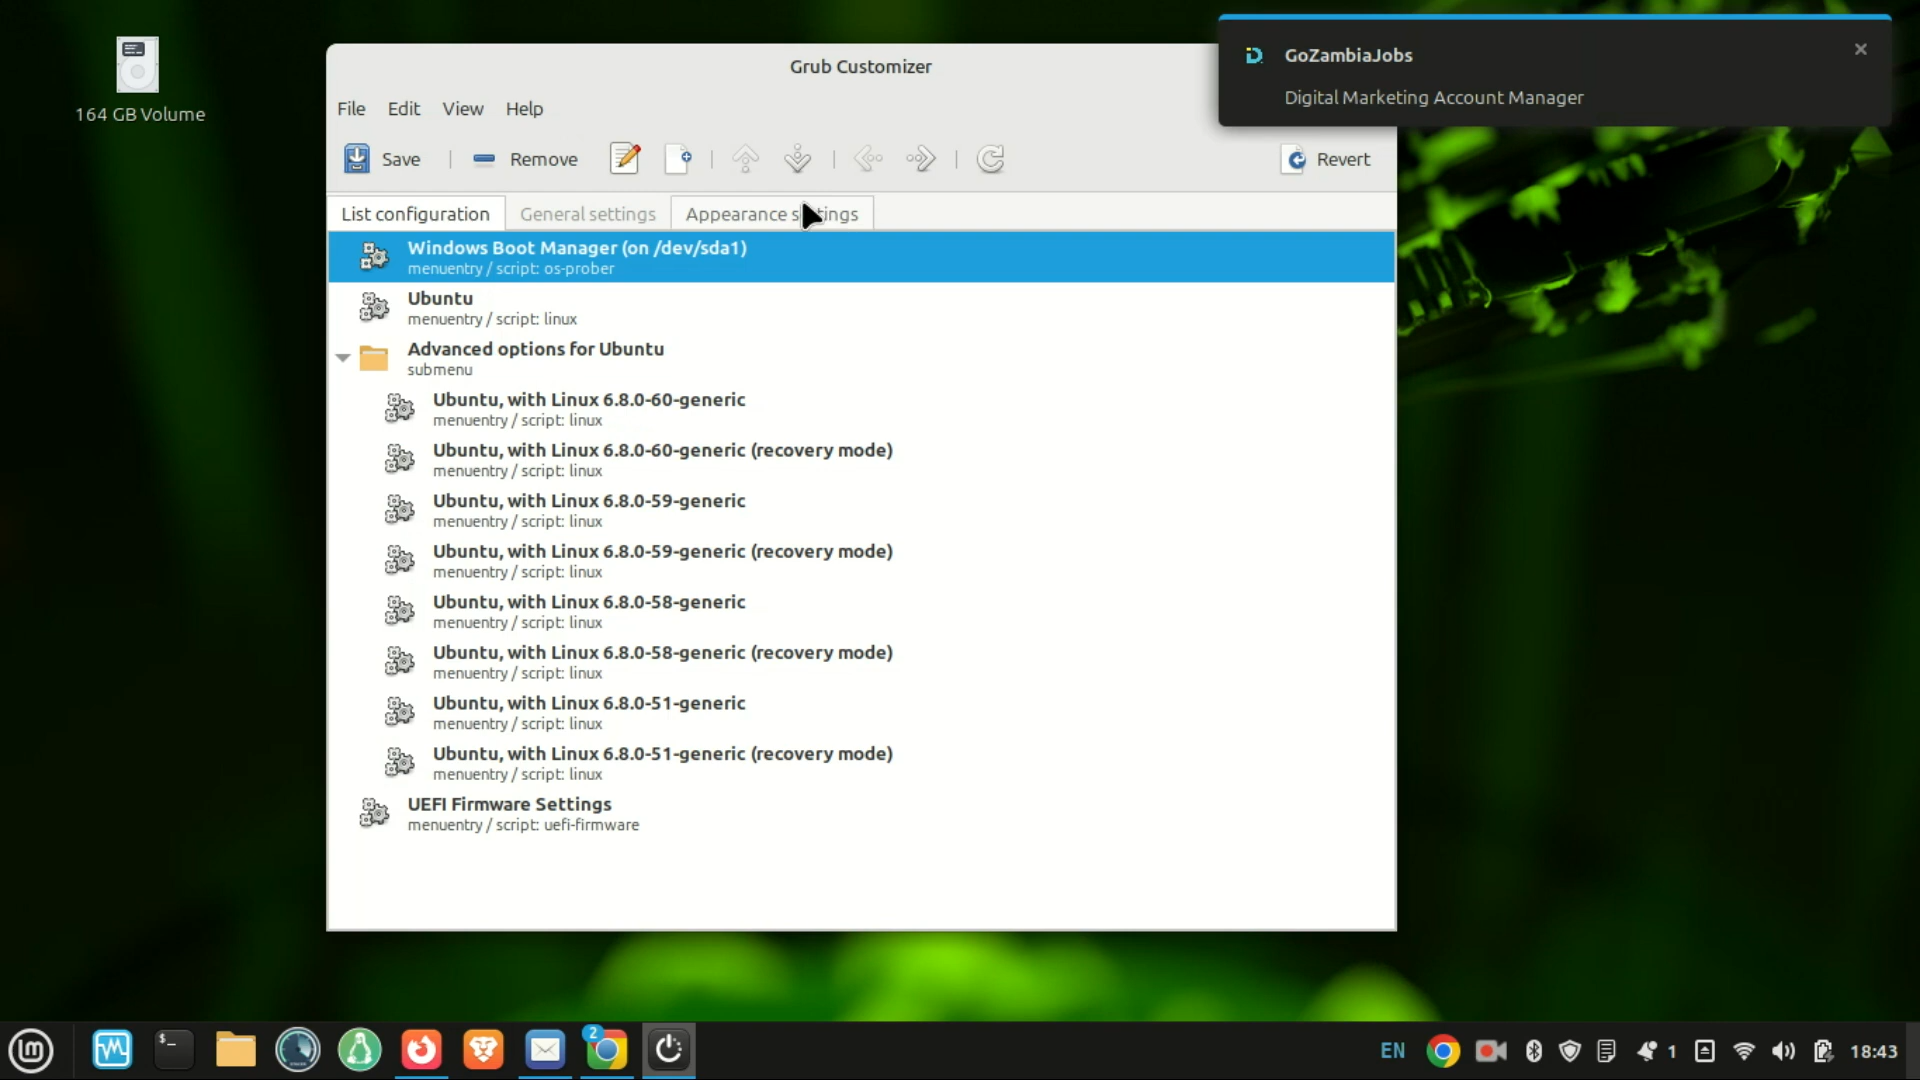 164 GB Volume
Grub Customizer
GoZambiaJobs
Digital Marketing Account Manager
File Edit View Help
Save Remove Revert
List configuration General settings Appearance settings
Windows Boot Manager (on /dev/sda1)
menuentry / script: os-prober
Ubuntu
menuentry / script: linux
Advanced options for Ubuntu
submenu
Ubuntu, with Linux 6.8.0-60-generic
menuentry / script: linux
Ubuntu, with Linux 6.8.0-60-generic (recovery mode)
menuentry / script: linux
Ubuntu, with Linux 6.8.0-59-generic
menuentry / script: linux
Ubuntu, with Linux 6.8.0-59-generic (recovery mode)
menuentry / script: linux
Ubuntu, with Linux 6.8.0-58-generic
menuentry / script: linux
Ubuntu, with Linux 6.8.0-58-generic (recovery mode)
menuentry / script: linux
Ubuntu, with Linux 6.8.0-51-generic
menuentry / script: linux
Ubuntu, with Linux 6.8.0-51-generic (recovery mode)
menuentry / script: linux
UEFI Firmware Settings
menuentry / script: uefi-firmware
$_ 2 EN 1 18:43